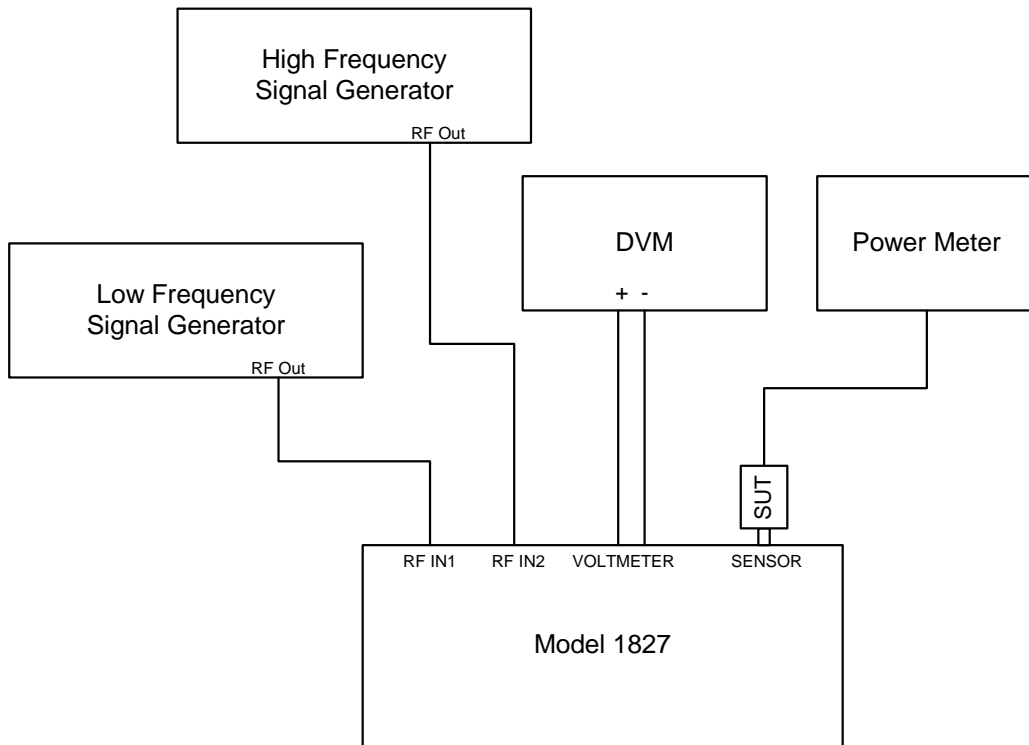 High Frequency
Signal Generator
RF Out
DVM
+ -
Power Meter
Low Frequency
Signal Generator
RF Out
SUT
RF IN1 RF IN2 VOLTMETER SENSOR
Model 1827